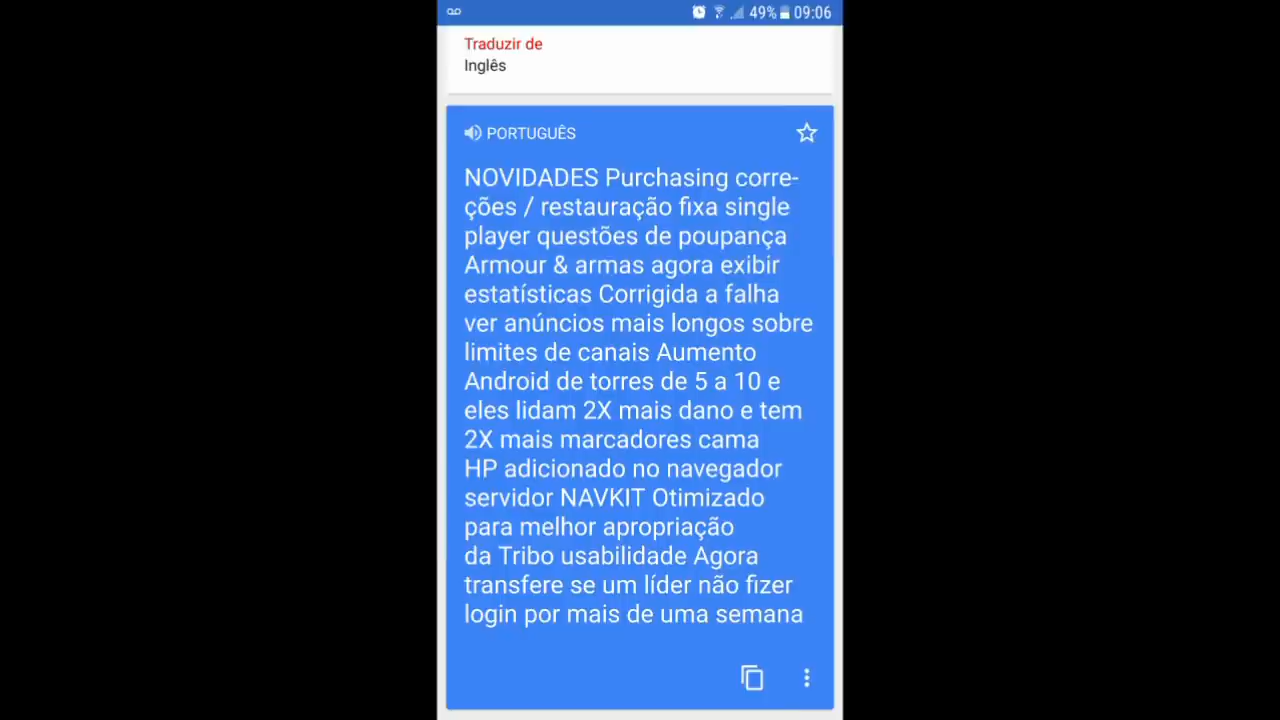 49% 09:06
Traduzir de
Inglês
PORTUGUÊS
NOVIDADES Purchasing corre-
ções / restauração fixa single
player questões de poupança
Armour & armas agora exibir
estatísticas Corrigida a falha
ver anúncios mais longos sobre
limites de canais Aumento
Android de torres de 5 a 10 e
eles lidam 2X mais dano e tem
2X mais marcadores cama
HP adicionado no navegador
servidor NAVKIT Otimizado
para melhor apropriação
da Tribo usabilidade Agora
transfere se um líder não fizer
login por mais de uma semana